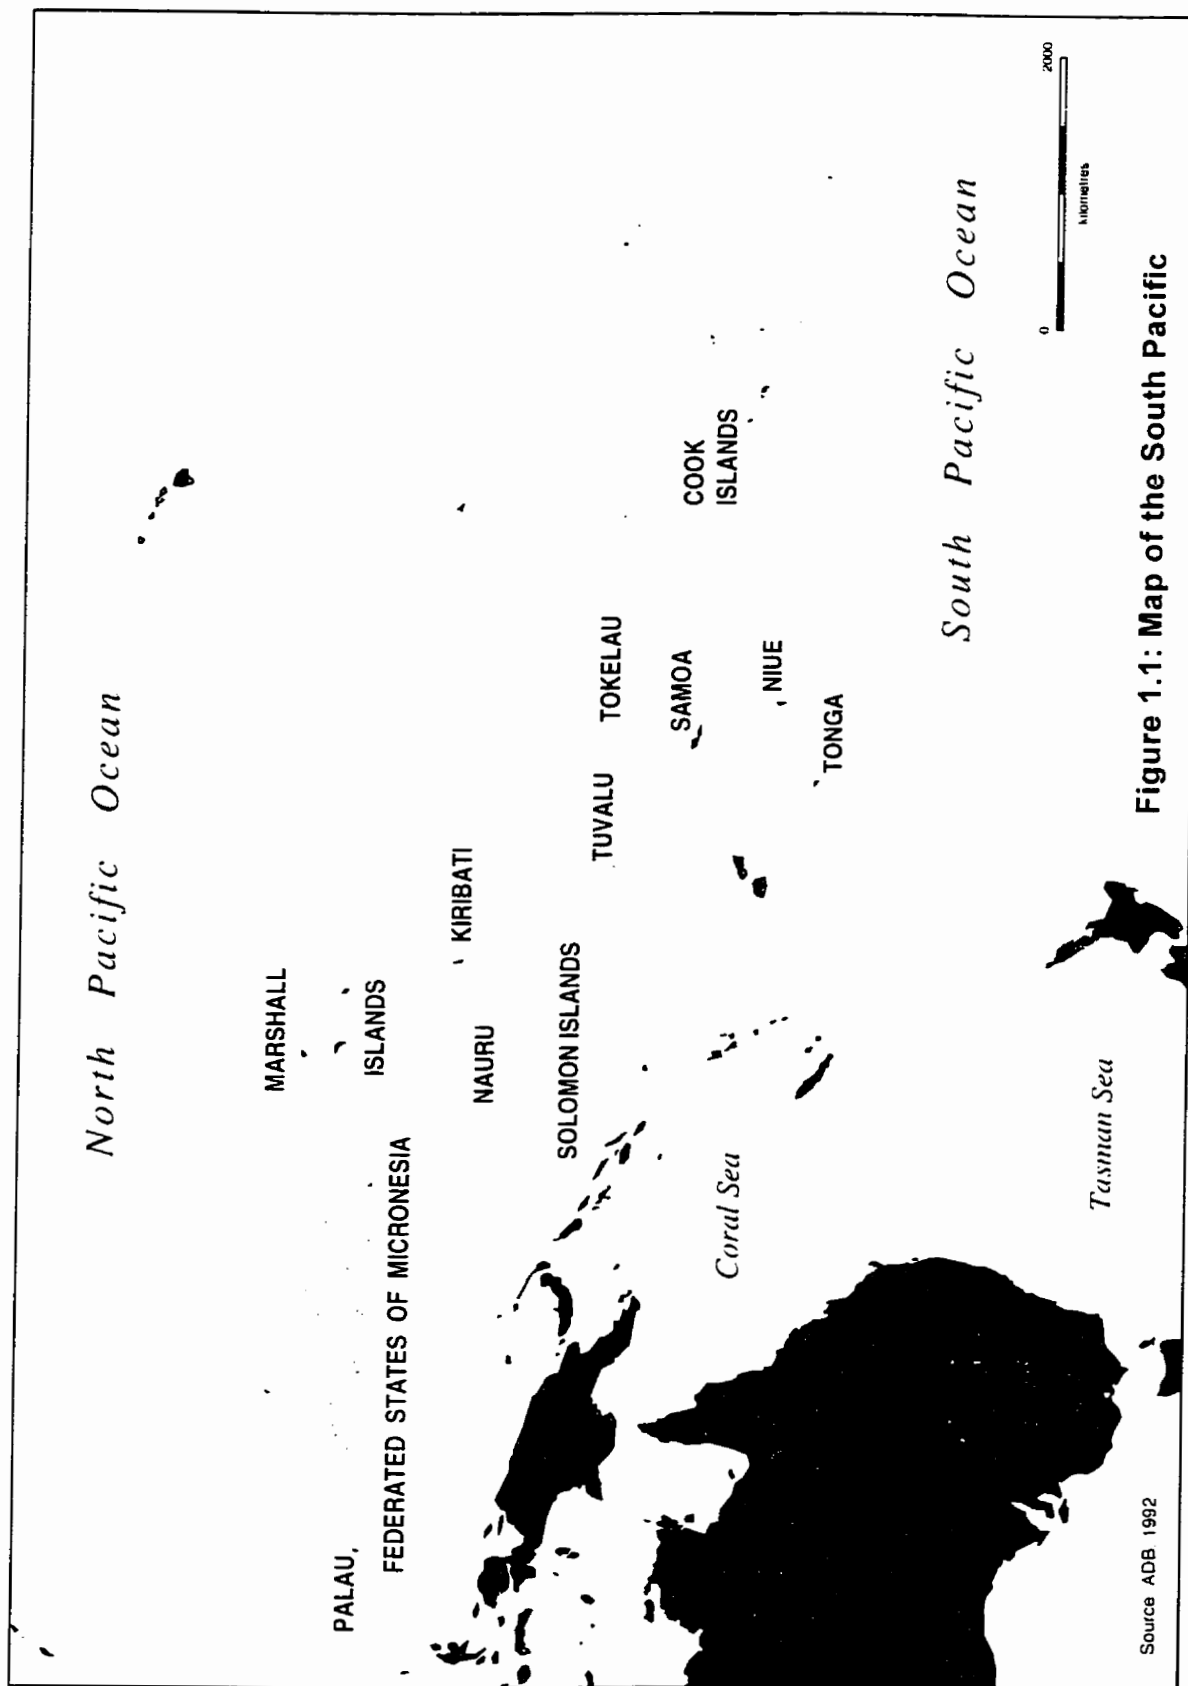 North Pacific Ocean
MARSHALL
ISLANDS
PALAU,
FEDERATED STATES OF MICRONESIA
KIRIBATI
NAURU
SOLOMON ISLANDS
TUVALU
TOKELAU
SAMOA
COOK
ISLANDS
NIUE
TONGA
Coral Sea
South Pacific Ocean
Tasman Sea
0
2000
kilometres
Source ADB 1992
Figure 1.1: Map of the South Pacific